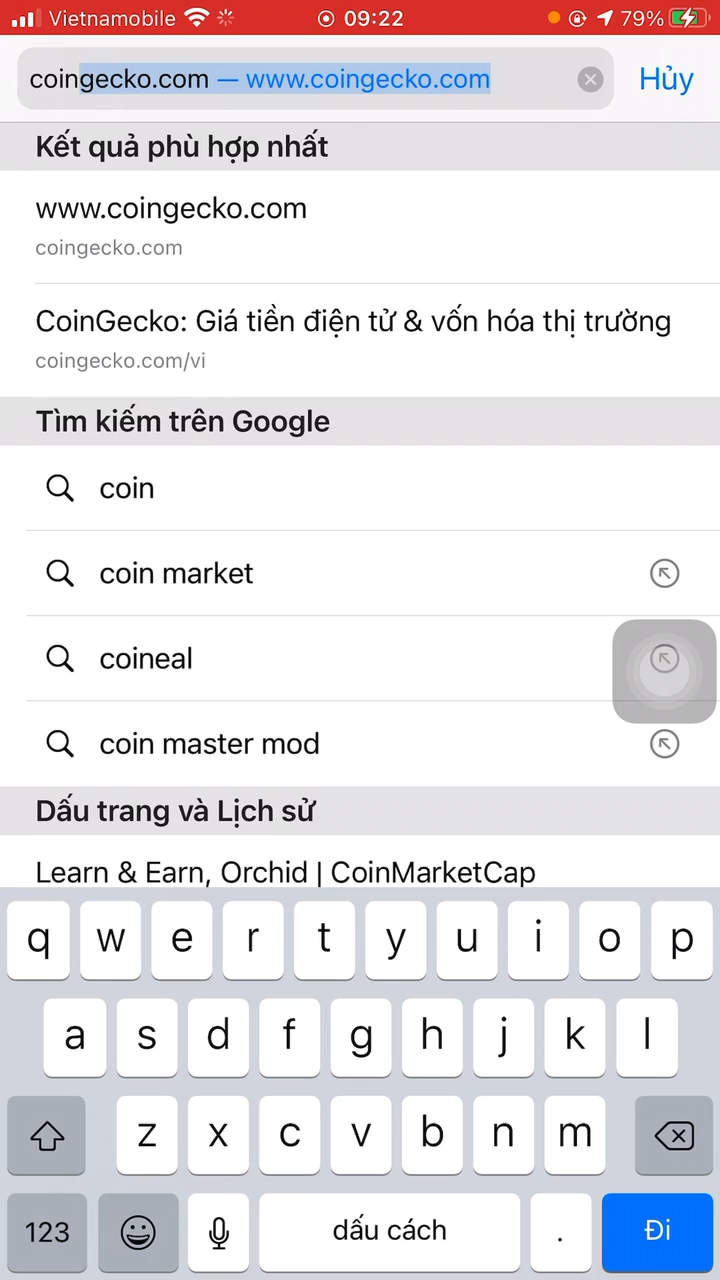 Vietnamobile 09:22 79%
coingecko.com — www.coingecko.com Hủy
Kết quả phù hợp nhất
www.coingecko.com
coingecko.com
CoinGecko: Giá tiền điện tử & vốn hóa thị trường
coingecko.com/vi
Tìm kiếm trên Google
coin
coin market
coineal
coin master mod
Dấu trang và Lịch sử
Learn & Earn, Orchid | CoinMarketCap
q w e r t y u i o p
a s d f g h j k l
z x c v b n m
123 dấu cách . Đi